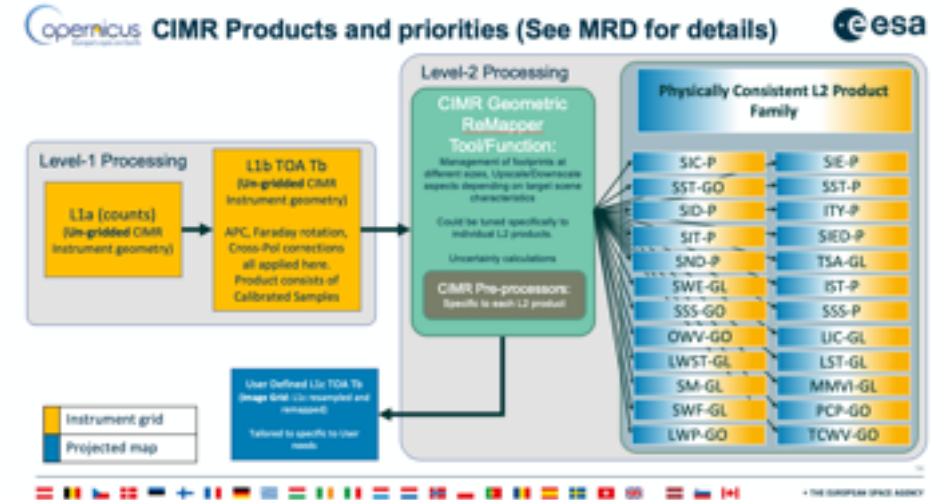 opernicus
CIMR Products and priorities (See MRD for details)
esa
Level-2 Processing
CIMR Geometric
ReMapper
Tool/Function:
Management of footprints at
different sizes, Upscale/Downscale
aspects depending on target scene
characteristics
Could be tuned specifically to
individual L2 products.
Uncertainty calculations
CIMR Pre-processors:
Specific to each L2 product
Physically Consistent L2 Product
Family
SIC-P
SIE-P
SST-GO
SST-P
SID-P
ITY-P
SIT-P
SIED-P
SND-P
TSA-GL
SWE-GL
IST-P
SSS-GO
SSS-P
OWV-GO
LIC-GL
LWST-GL
LST-GL
SM-GL
MMVI-GL
SWF-GL
PCP-GO
LWP-GO
TCWV-GO
Level-1 Processing
L1a (counts)
(Un-gridded CIMR
Instrument geometry)
L1b TOA Tb
(Un-gridded CIMR
Instrument geometry)
APC, Faraday rotation,
Cross-Pol corrections
all applied here.
Product consists of
Calibrated Samples
User Defined L1c TOA Tb
(Image Grid: L1c resampled and
remapped)
Tailored to specific to User
needs
Instrument grid
Projected map
THE EUROPEAN SPACE AGENCY